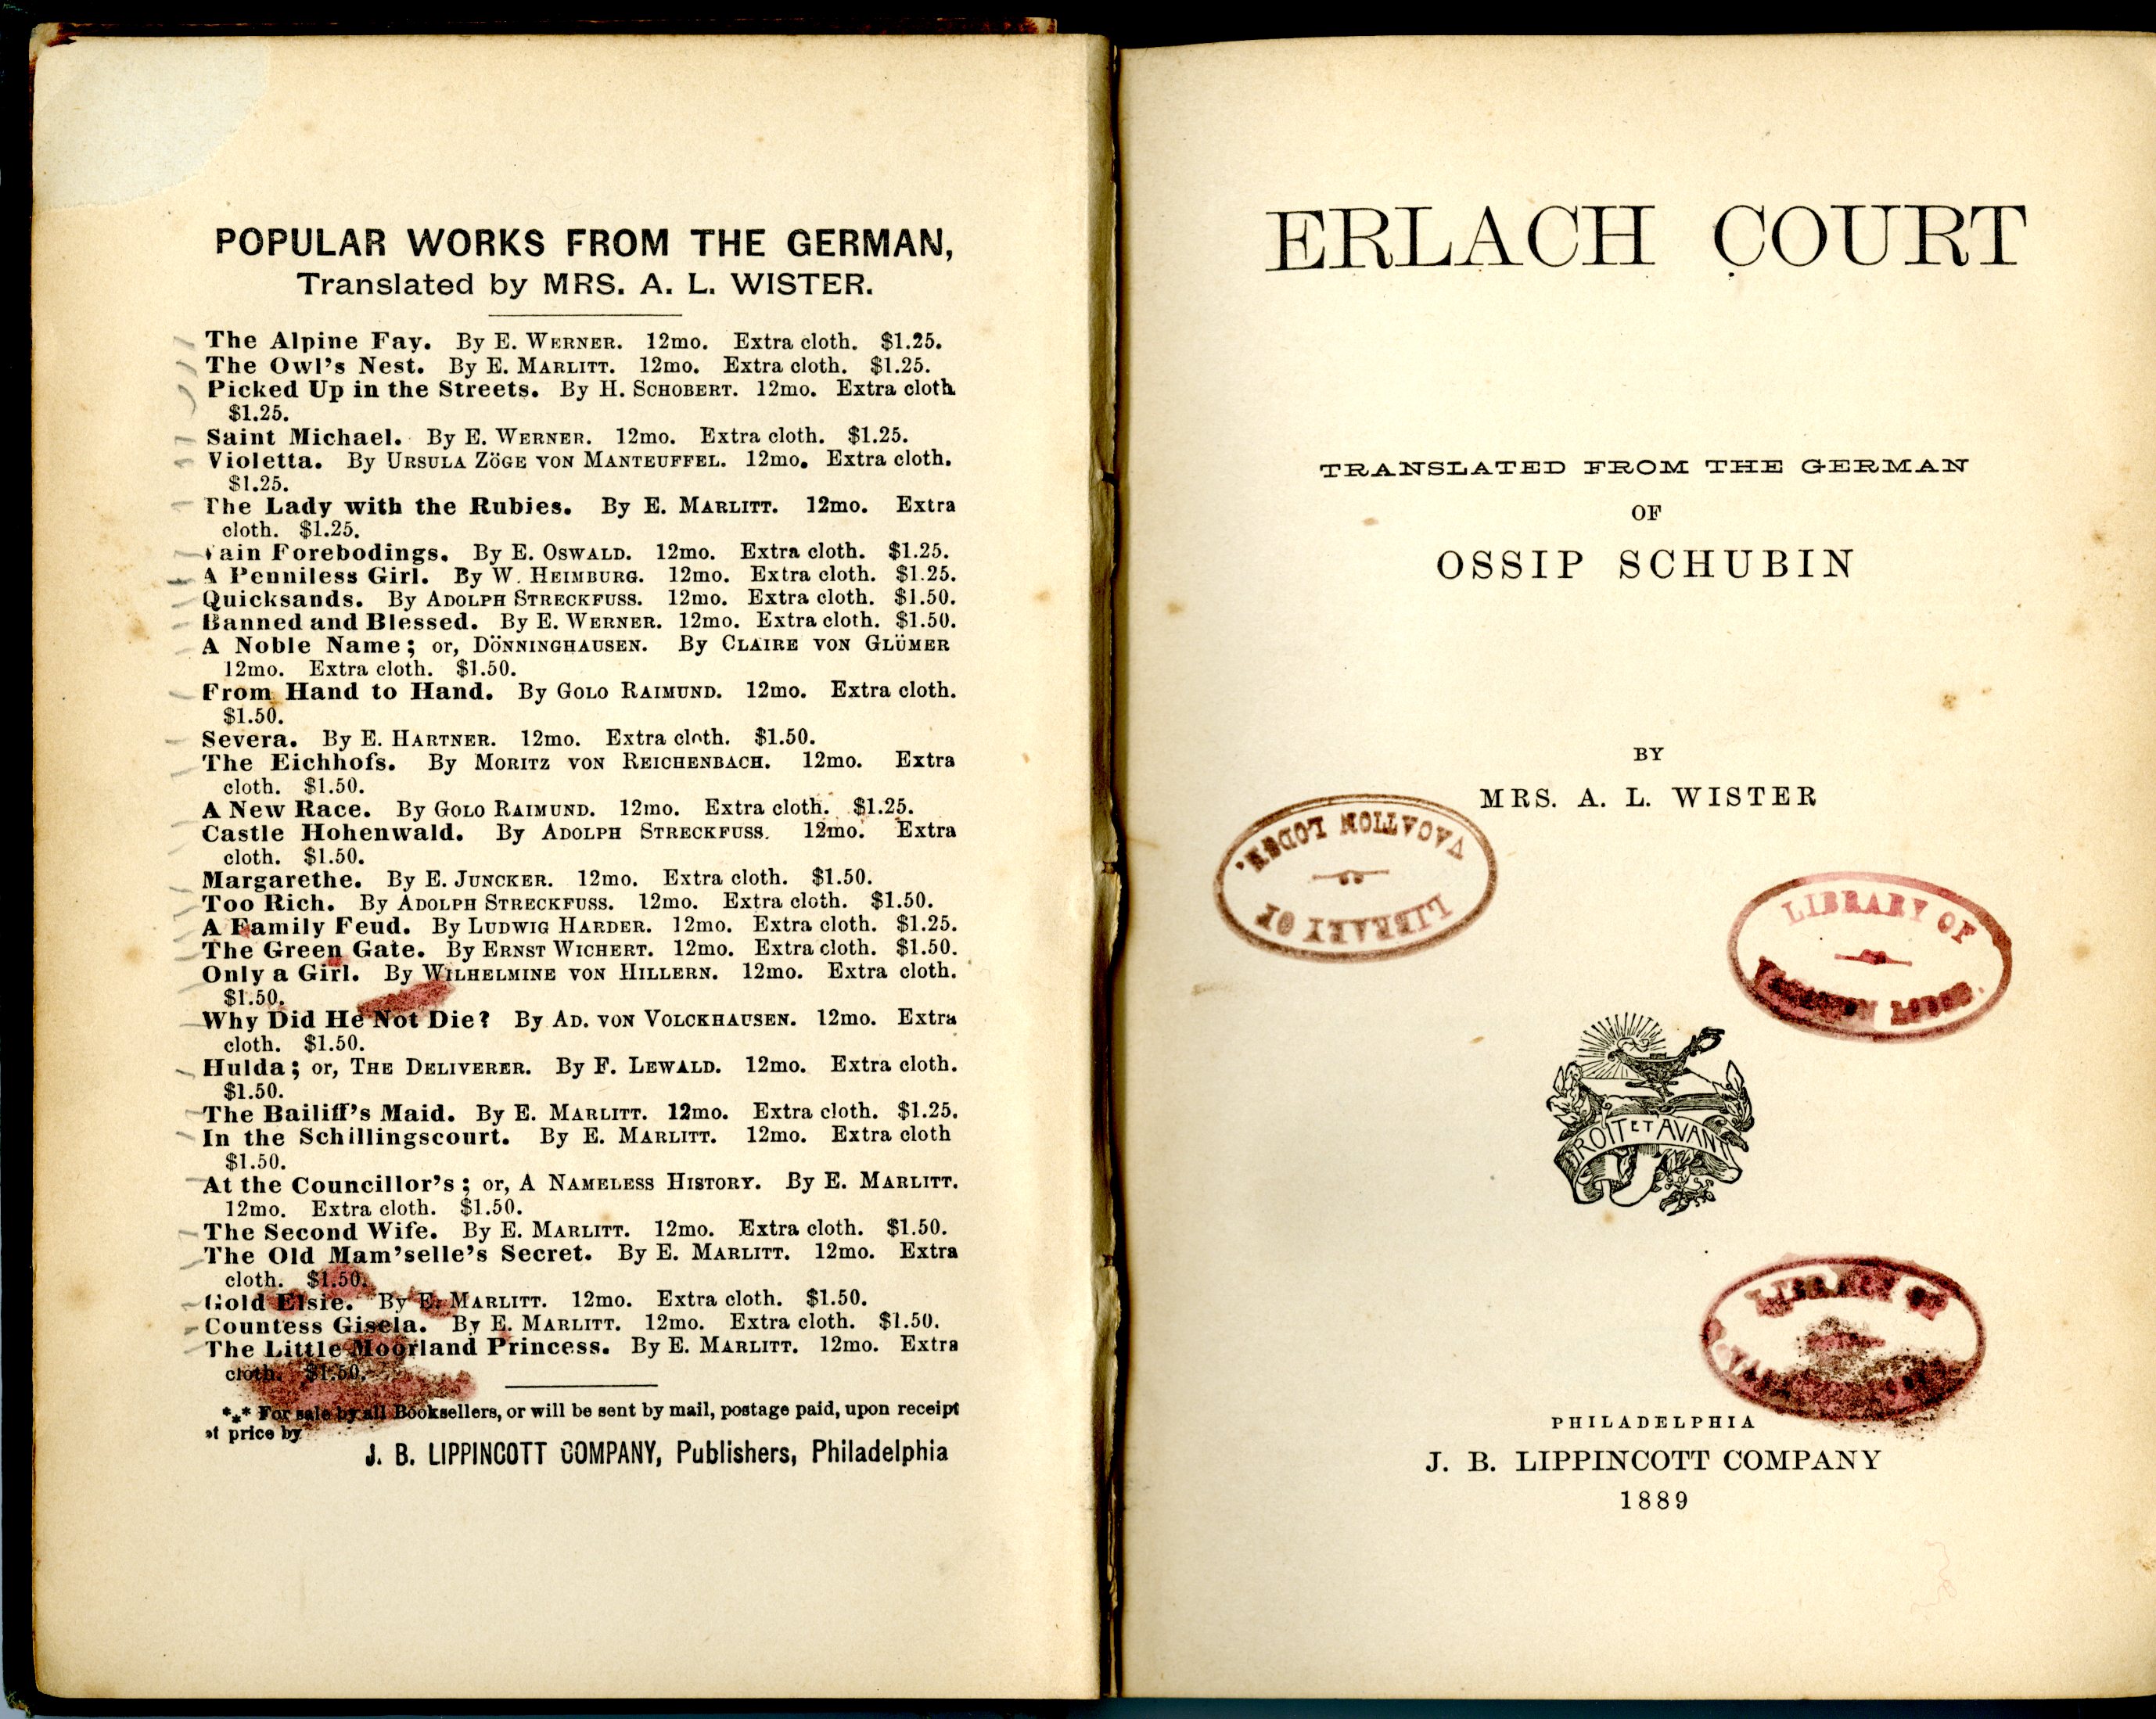 POPULAR WORKS FROM THE GERMAN,
Translated by MRS. A. L. WISTER.
The Alpine Fay. By E. WERNER. 12mo. Extra cloth. $1.25.
The Owl's Nest. By E. MARLITT. 12mo. Extra cloth. $1.25.
Picked Up in the Streets. By H. SCHOBERT. 12mo. Extra cloth
$1.25.
Saint Michael. By E. WERNER. 12mo. Extra cloth. $1.25.
Violetta. By URSULA ZÖGE VON MANTEUFFEL. 12mo. Extra cloth.
$1.25.
The Lady with the Rubies. By E. MARLITT. 12mo. Extra
cloth. $1.25.
Vain Forebodings. By E. OSWALD. 12mo. Extra cloth. $1.25.
A Penniless Girl. By W. HEIMBURG. 12mo. Extra cloth. $1.25.
Quicksands. By ADOLPH STRECKFUSS. 12mo. Extra cloth. $1.50.
Banned and Blessed. By E. WERNER. 12mo. Extra cloth. $1.50.
A Noble Name; or, DÖNNINGHAUSEN. By CLAIRE VON GLÜMER
12mo. Extra cloth. $1.50.
From Hand to Hand. By GOLO RAIMUND. 12mo. Extra cloth.
$1.50.
Severa. By E. HARTNER. 12mo. Extra cloth. $1.50.
The Eichhofs. By MORITZ VON REICHENBACH. 12mo. Extra
cloth. $1.50.
A New Race. By GOLO RAIMUND. 12mo. Extra cloth. $1.25.
Castle Hohenwald. By ADOLPH STRECKFUSS. 12mo. Extra
cloth. $1.50.
Margarethe. By E. JUNCKER. 12mo. Extra cloth. $1.50.
Too Rich. By ADOLPH STRECKFUSS. 12mo. Extra cloth. $1.50.
A Family Feud. By LUDWIG HARDER. 12mo. Extra cloth. $1.25.
The Green Gate. By ERNST WICHERT. 12mo. Extra cloth. $1.50.
Only a Girl. By WILHELMINE VON HILLERN. 12mo. Extra cloth.
$1.50.
Why Did He Not Die? By AD. VON VOLCKHAUSEN. 12mo. Extra
cloth. $1.50.
Hulda; or, THE DELIVERER. By F. LEWALD. 12mo. Extra cloth.
$1.50.
The Bailiff's Maid. By E. MARLITT. 12mo. Extra cloth. $1.25.
In the Schillingscourt. By E. MARLITT. 12mo. Extra cloth
$1.50.
At the Councillor's; or, A NAMELESS HISTORY. By E. MARLITT.
12mo. Extra cloth. $1.50.
The Second Wife. By E. MARLITT. 12mo. Extra cloth. $1.50.
The Old Mam'selle's Secret. By E. MARLITT. 12mo. Extra
cloth. $1.50.
Gold Elsie. By E. MARLITT. 12mo. Extra cloth. $1.50.
Countess Gisela. By E. MARLITT. 12mo. Extra cloth. $1.50.
The Little Moorland Princess. By E. MARLITT. 12mo. Extra
cloth. $1.50.
*** For sale by all Booksellers, or will be sent by mail, postage paid, upon receipt
of price by
J. B. LIPPINCOTT COMPANY, Publishers, Philadelphia
ERLACH COURT
TRANSLATED FROM THE GERMAN
OF
OSSIP SCHUBIN
BY
MRS. A. L. WISTER
LIBRARY OF
VACATION LODGE.
LIBRARY OF
VACATION LODGE.
DROIT ET AVANT
LIBRARY OF
PHILADELPHIA
J. B. LIPPINCOTT COMPANY
1889